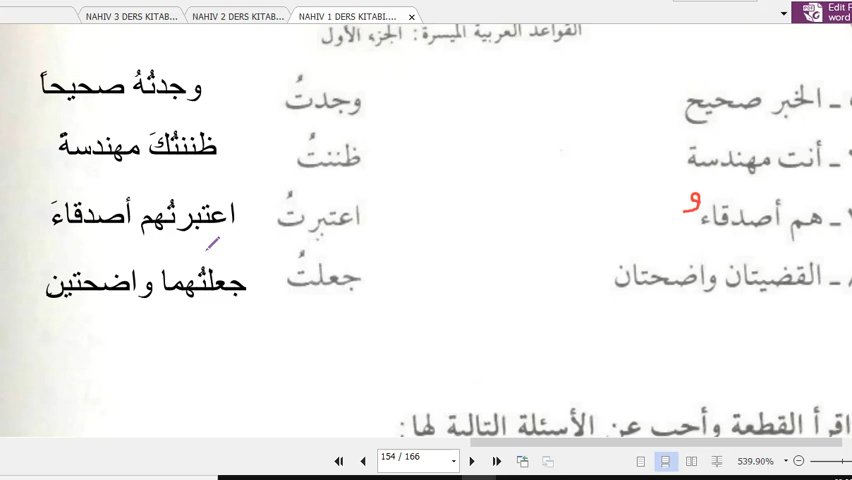 NAHIV 3 DERS KITAB... NAHIV 2 DERS KITAB... NAHIV 1 DERS KITABI.... ×
Edit
word
القواعد العربية الميسرة : الجزء الأول
ـ الخبر صحيح وجدتُ وجدتُهُ صحيحاً
ـ أنت مهندسة ظننتُ ظننتُكَ مهندسةً
ـ هم أصدقاء و اعتبرتُ اعتبرتُهم أصدقاءَ
ـ القضيتان واضحتان جعلتُ جعلتُهما واضحتين
اقرأ القطعة وأجب عن الأسئلة التالية لها :
154 / 166 539.90%